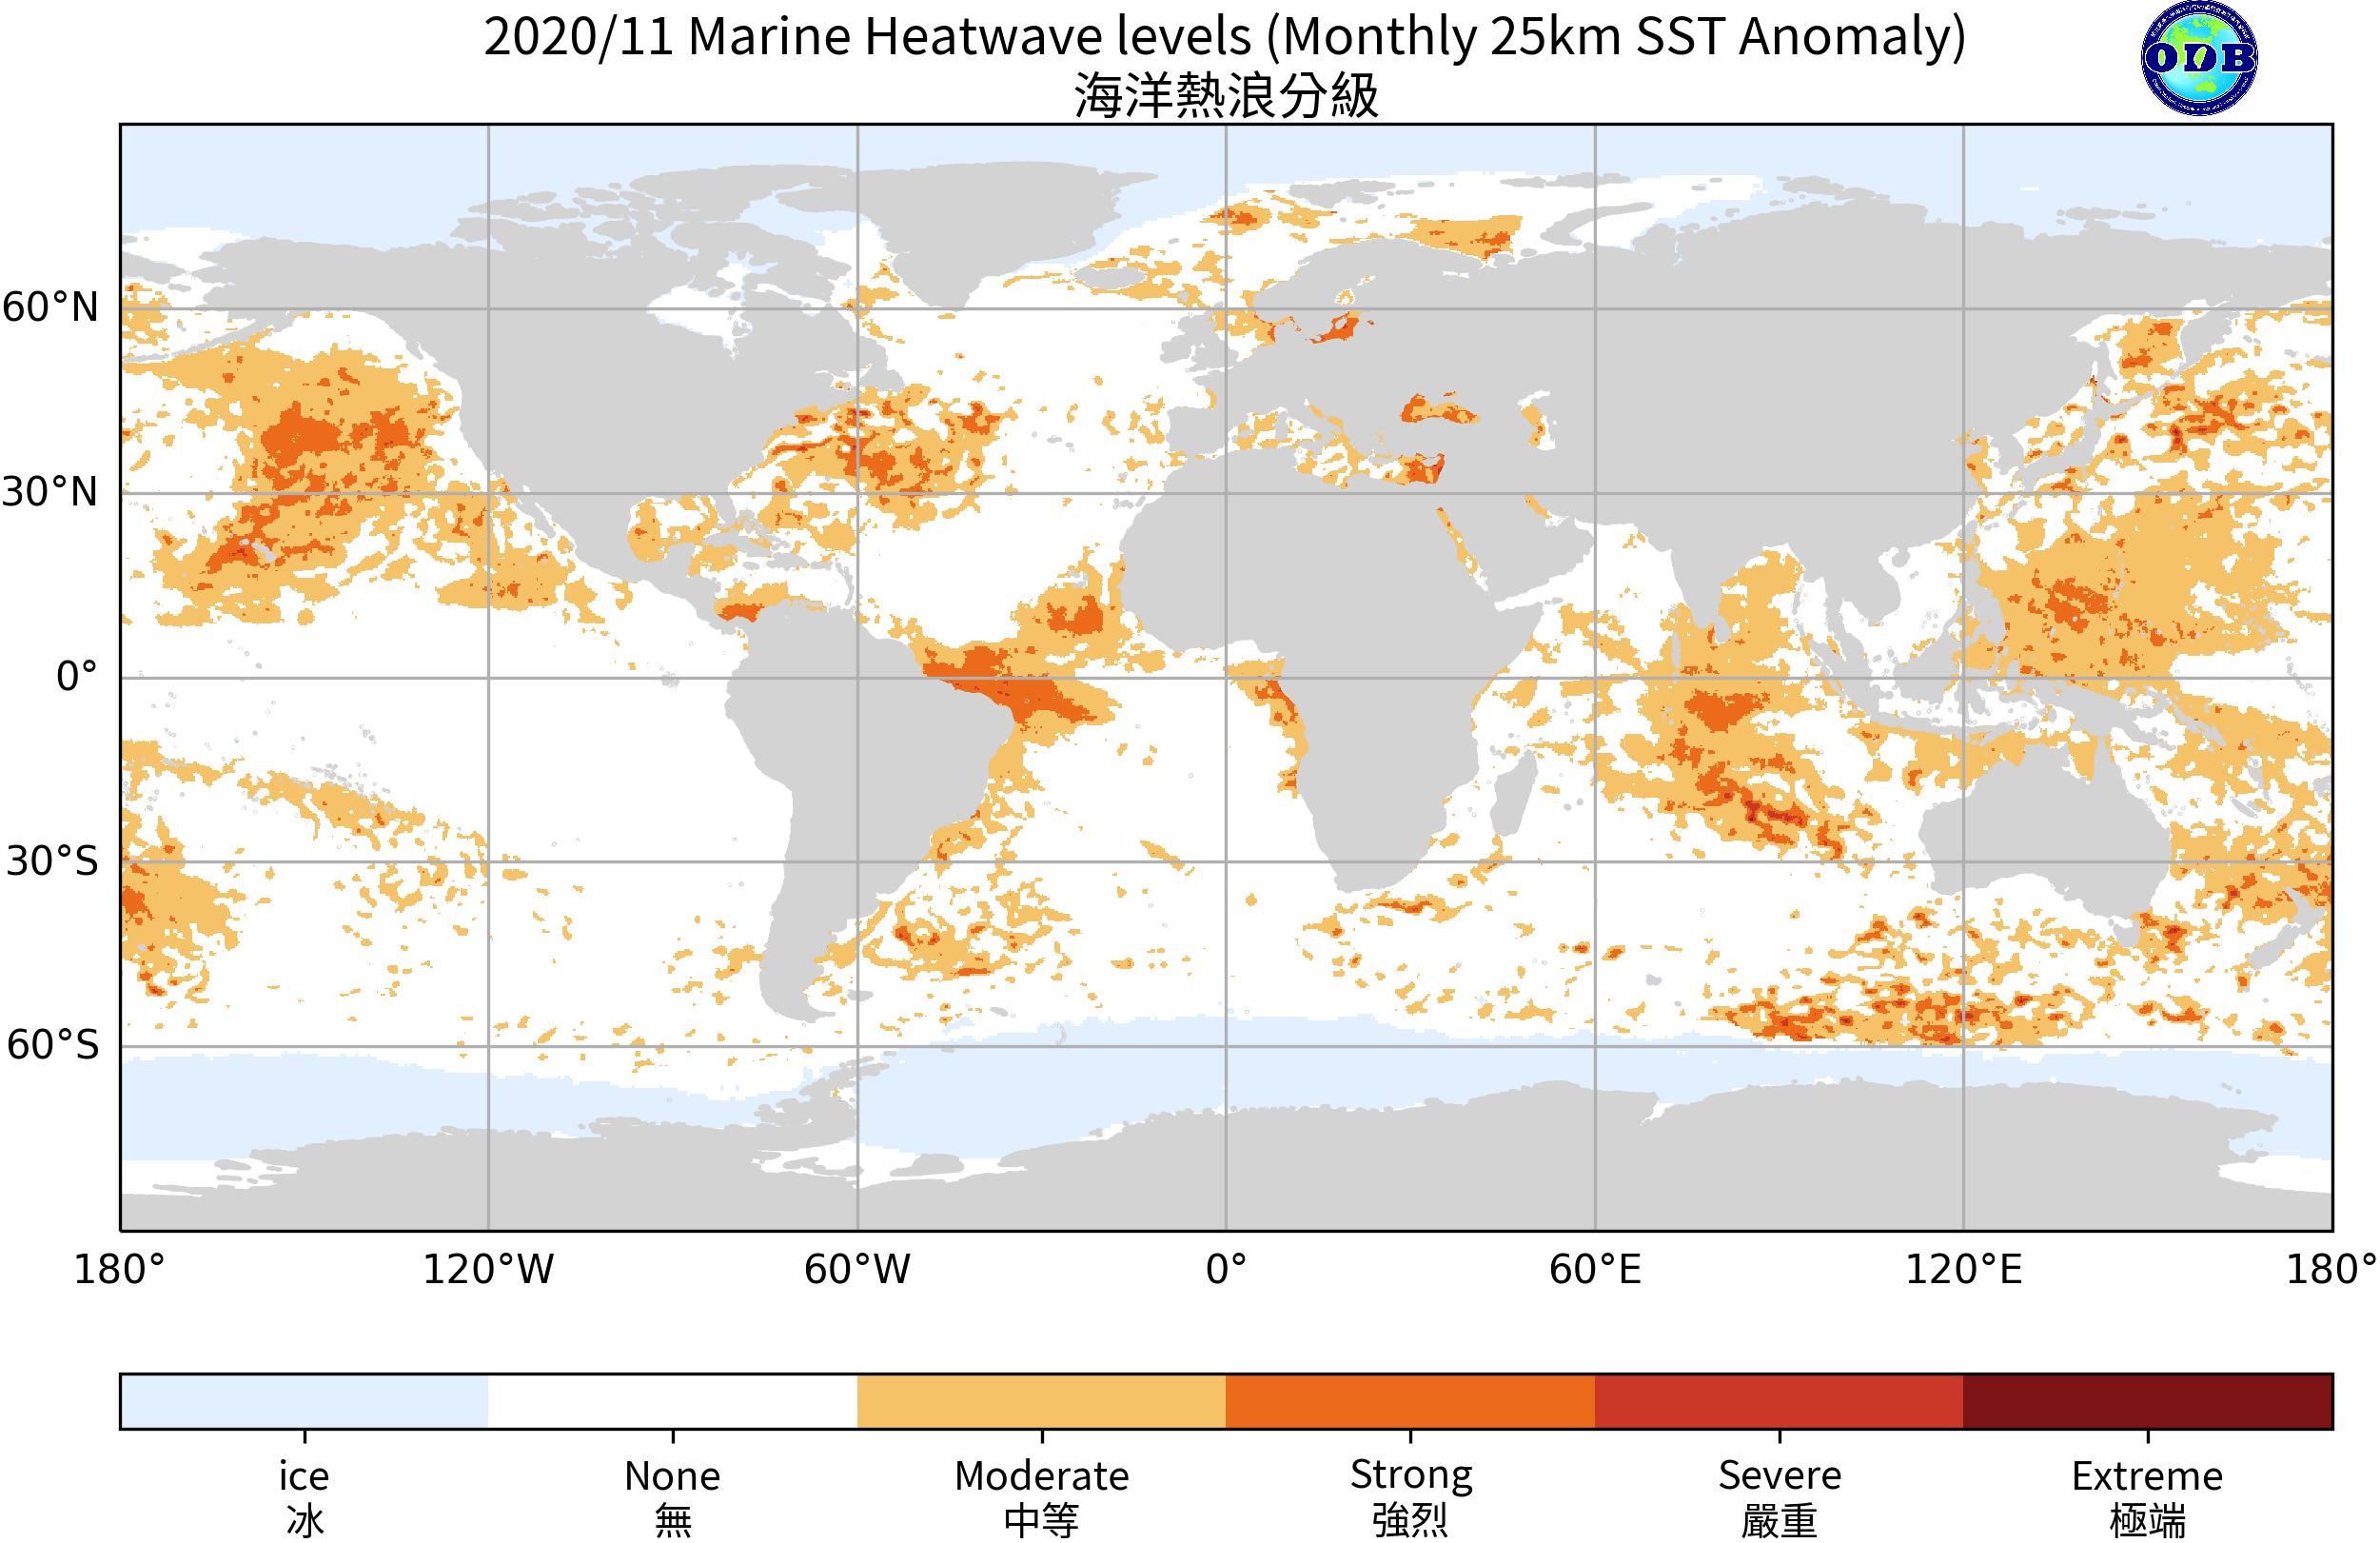 2020/11 Marine Heatwave levels (Monthly 25km SST Anomaly)
海洋熱浪分級
ODB
60°N
30°N
0°
30°S
60°S
180° 120°W 60°W 0° 60°E 120°E 180°
ice None Moderate Strong Severe Extreme
冰 無 中等 強烈 嚴重 極端